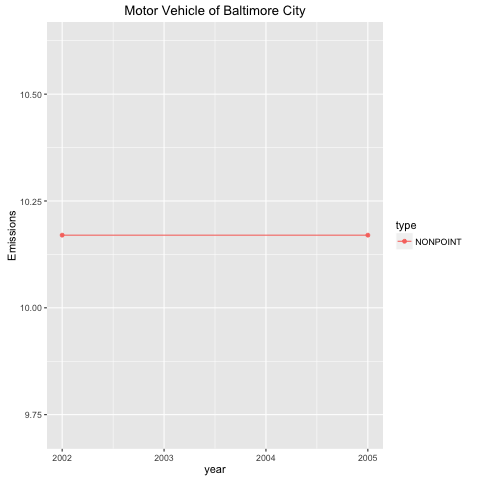 Motor Vehicle of Baltimore City
10.50
10.25
10.00
9.75
Emissions
2002 2003 2004 2005
year
type
NONPOINT